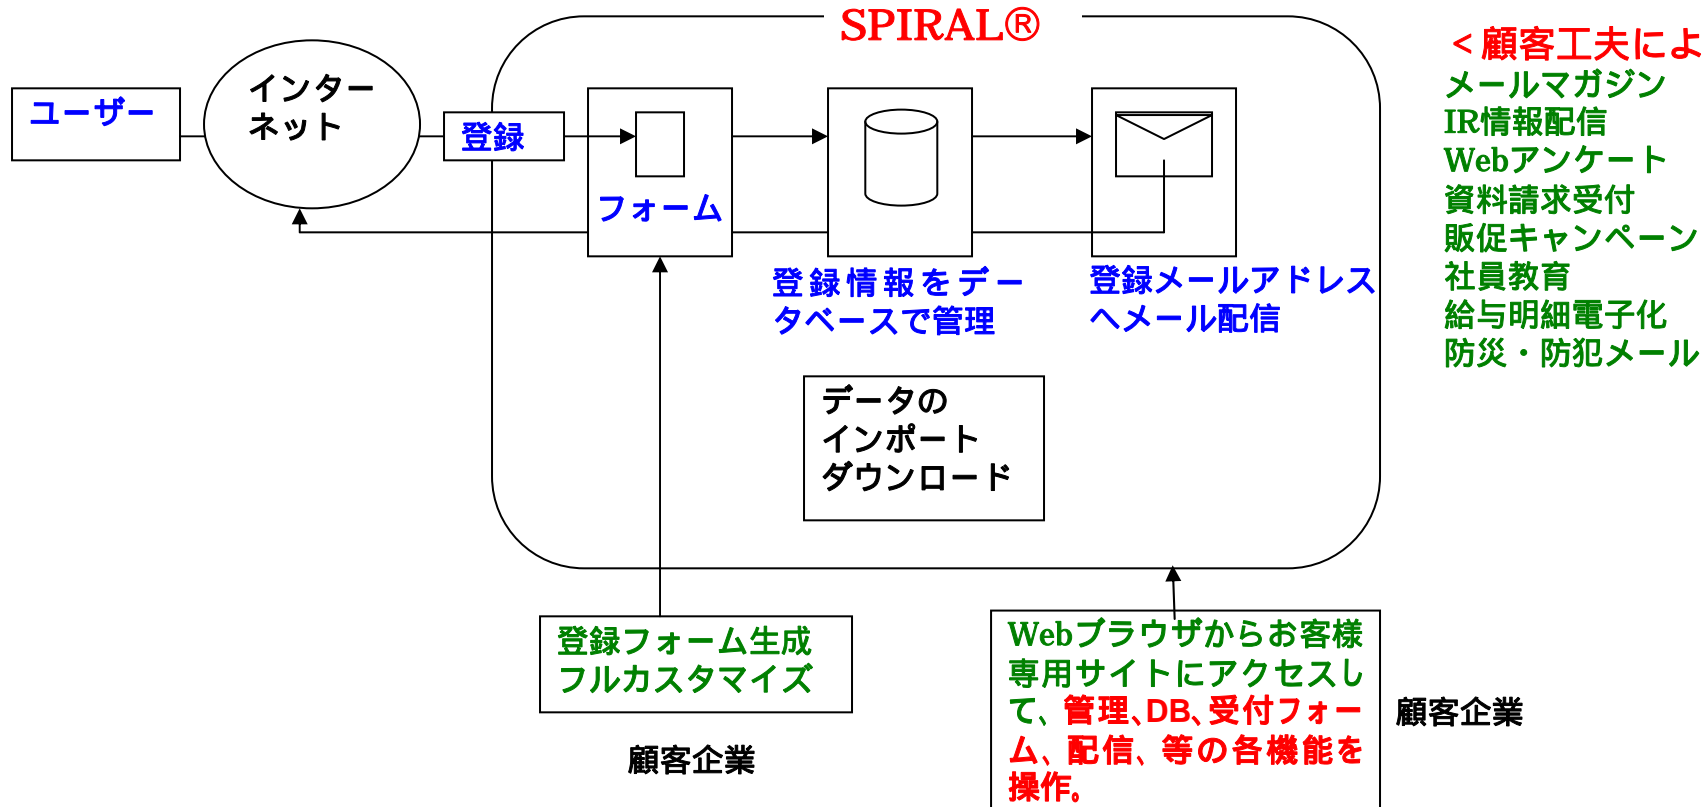 SPIRAL®
ユーザー
インター
ネット
登録
フォーム
登録情報をデー
タベースで管理
登録メールアドレス
へメール配信
データの
インポート
ダウンロード
登録フォーム生成
フルカスタマイズ
顧客企業
Webブラウザからお客様
専用サイトにアクセスし
て、管理、DB、受付フォー
ム、配信、等の各機能を
操作。
顧客企業
<顧客工夫によ
メールマガジン
IR情報配信
Webアンケート
資料請求受付
販促キャンペーン
社員教育
給与明細電子化
防災・防犯メール